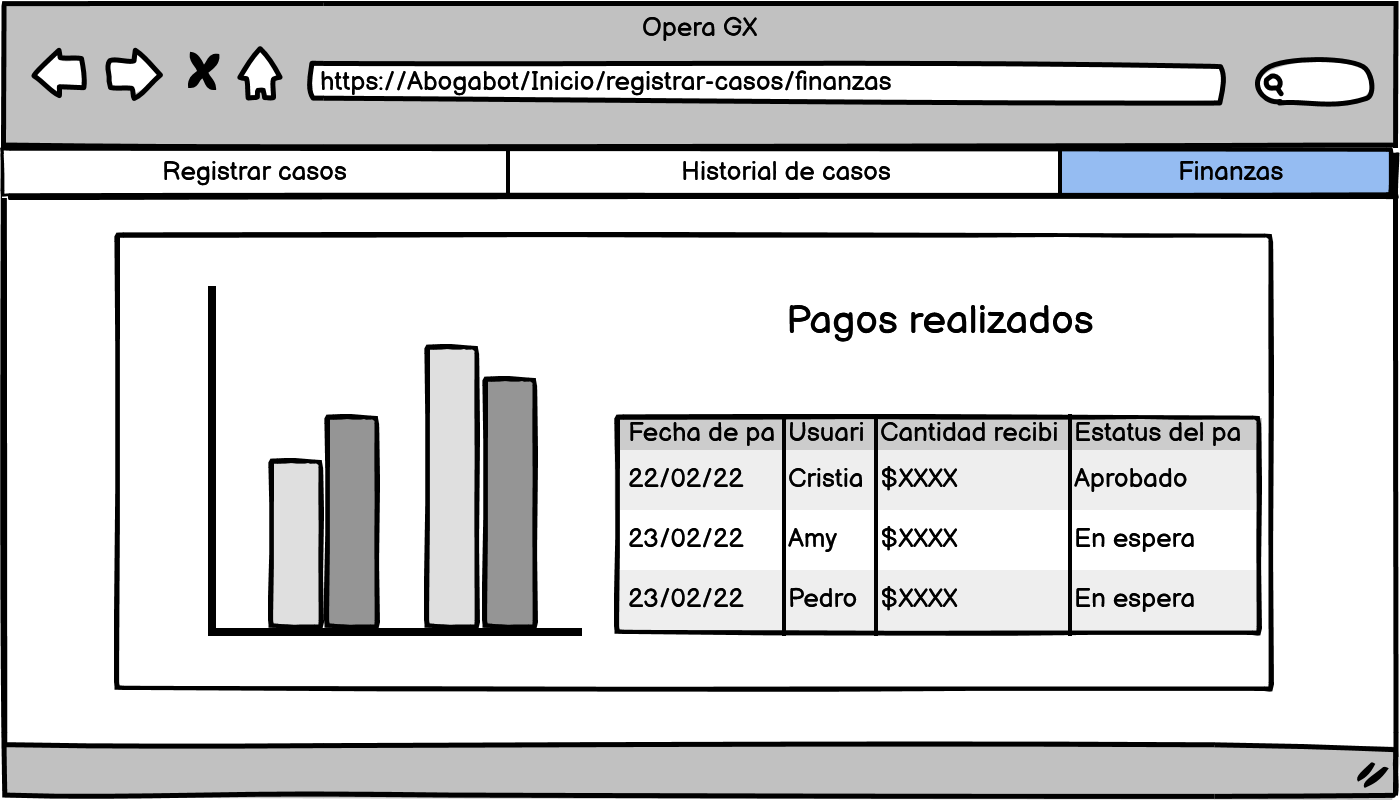 Opera GX
https://Abogabot/Inicio/registrar-casos/finanzas
Registrar casos Historial de casos Finanzas
Pagos realizados
Fecha de pa Usuari Cantidad recibi Estatus del pa
22/02/22 Cristia $XXXX Aprobado
23/02/22 Amy $XXXX En espera
23/02/22 Pedro $XXXX En espera